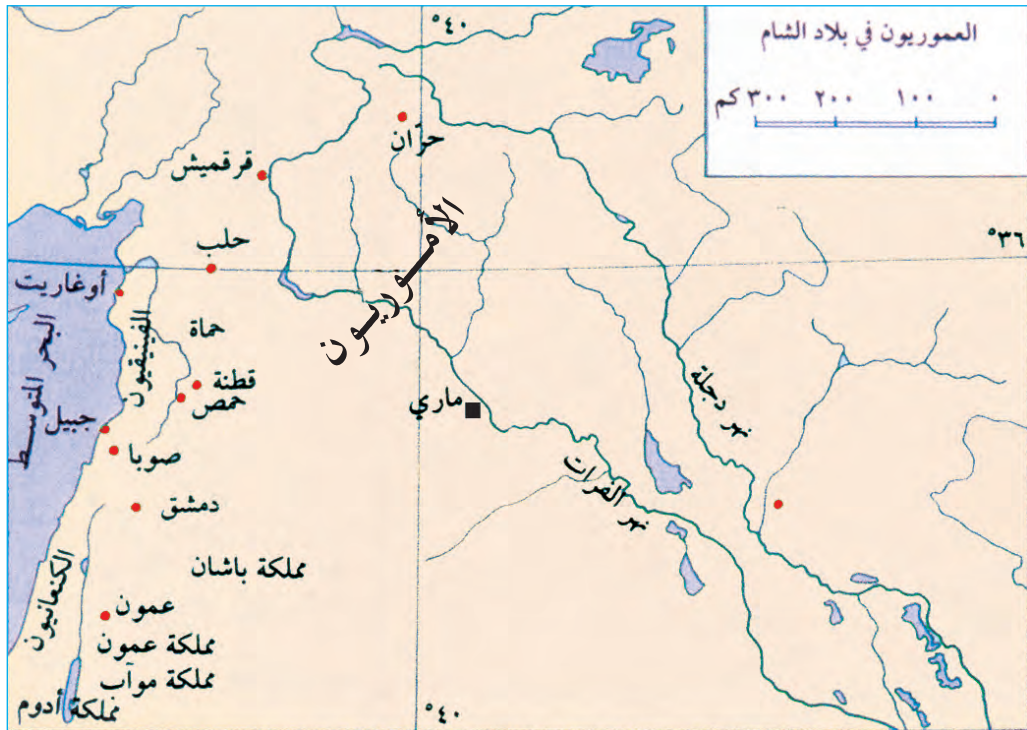 العموريون في بلاد الشام
٣٠٠ كم ٢٠٠ ١٠٠ ٠
°٤٠
حرّان
قرقميش
الأمـوريـون
حلب
°٣٦
أوغاريت
الفينيقيون
حماة
البحر المتوسط
قطنة
حمص
جبيل
صوبا
ماري
نهر دجلة
نهر الفرات
دمشق
الكنعانيون
مملكة باشان
عمون
مملكة عمون
مملكة موآب
مملكة أدوم
°٤٠